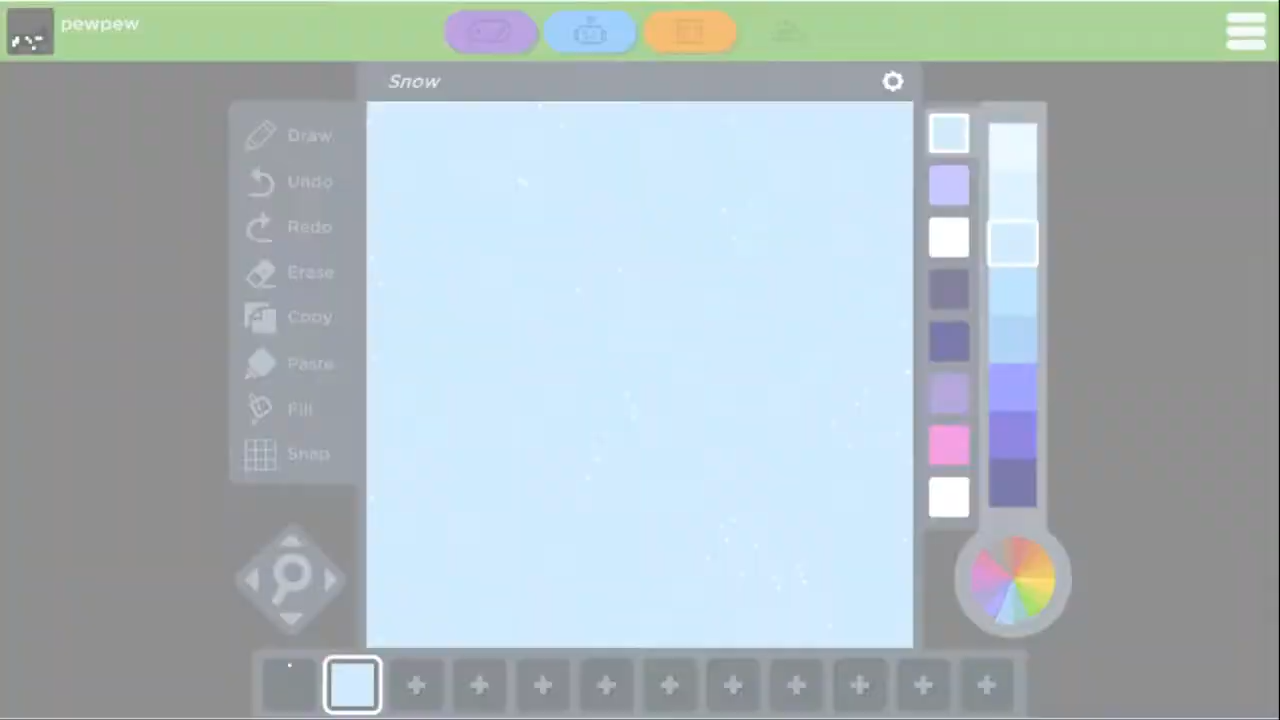 pewpew
Snow
Draw
Undo
Redo
Erase
Copy
Paste
Fill
Snap